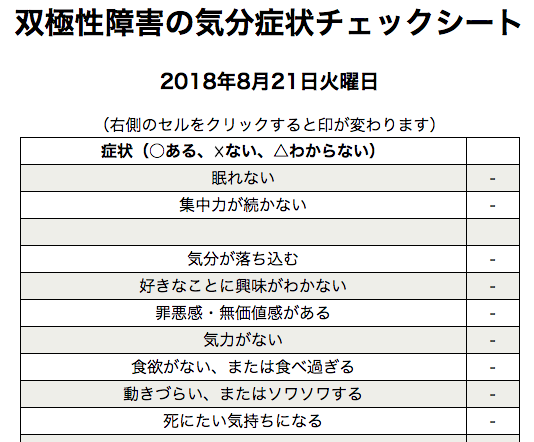 双極性障害の気分症状チェックシート
2018年8月21日火曜日
（右側のセルをクリックすると印が変わります）
症状（○ある、×ない、△わからない）
眠れない -
集中力が続かない -
気分が落ち込む -
好きなことに興味がわかない -
罪悪感・無価値感がある -
気力がない -
食欲がない、または食べ過ぎる -
動きづらい、またはソワソワする -
死にたい気持ちになる -